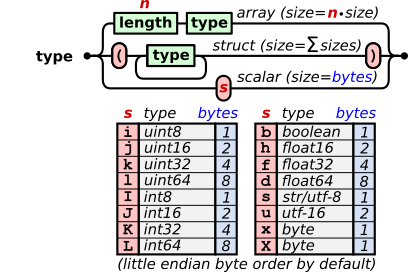 n
length type array (size=n•size)
type ( type struct (size=∑sizes) )
s scalar (size=bytes)
s type bytes s type bytes
i uint8 1 b boolean 1
j uint16 2 h float16 2
k uint32 4 f float32 4
l uint64 8 d float64 8
I int8 1 s str/utf-8 1
J int16 2 u utf-16 2
K int32 4 x byte 1
L int64 8 X byte 1
(little endian byte order by default)